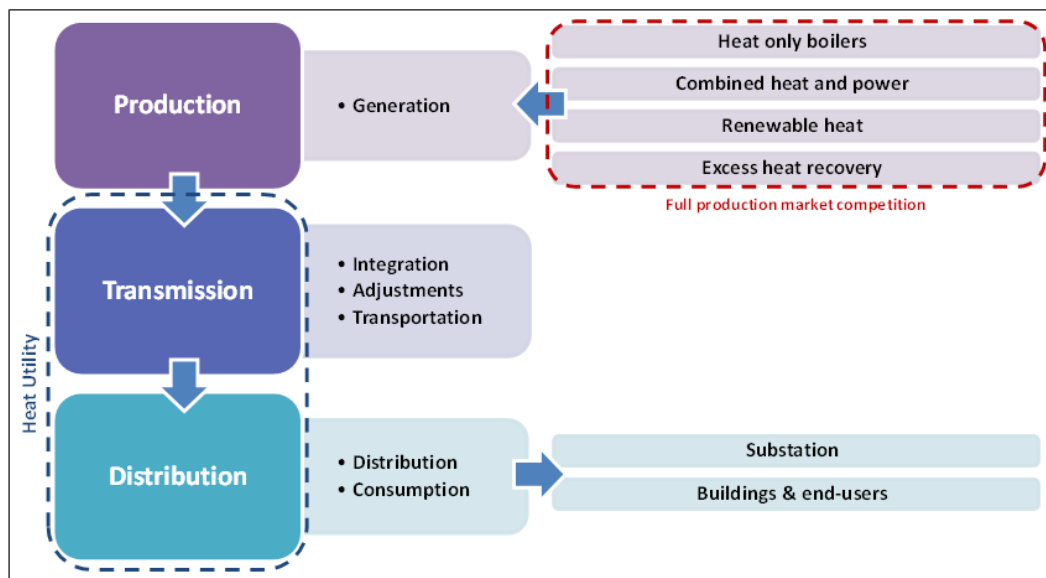 Production
• Generation
Heat only boilers
Combined heat and power
Renewable heat
Excess heat recovery
Full production market competition
Heat Utility
Transmission
• Integration
• Adjustments
• Transportation
Distribution
• Distribution
• Consumption
Substation
Buildings & end-users